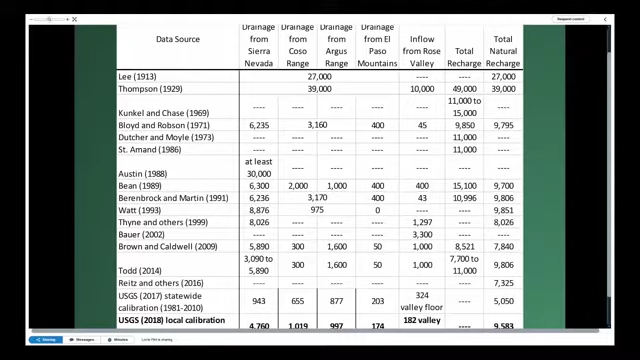 Request control
Data Source Drainage from Sierra Nevada Drainage from Coso Range Drainage from Argus Range Drainage from El Paso Mountains Inflow from Rose Valley Total Recharge Total Natural Recharge
Lee (1913) 27,000 ---- ---- ---- 27,000
Thompson (1929) 39,000 10,000 49,000 39,000
Kunkel and Chase (1969) ---- ---- ---- ---- ---- 11,000 to 15,000 ----
Bloyd and Robson (1971) 6,235 3,160 400 45 9,850 9,795
Dutcher and Moyle (1973) ---- ---- ---- ---- ---- 11,000 ----
St. Amand (1986) ---- ---- ---- ---- ---- 11,000 ----
Austin (1988) at least 30,000 ---- ---- ---- ---- ---- ----
Bean (1989) 6,300 2,000 1,000 400 400 15,100 9,700
Berenbrock and Martin (1991) 6,236 3,170 400 43 10,996 9,806
Watt (1993) 8,876 975 0 ---- ---- 9,851
Thyne and others (1999) 8,026 ---- ---- ---- 1,297 ---- 8,026
Bauer (2002) ---- ---- ---- ---- 3,300 ---- ----
Brown and Caldwell (2009) 5,890 300 1,600 50 1,000 8,521 7,840
Todd (2014) 3,090 to 5,890 300 1,600 50 1,000 7,700 to 11,000 9,806
Reitz and others (2016) ---- ---- ---- ---- ---- ---- 7,325
USGS (2017) statewide calibration (1981-2010) 943 655 877 203 324 valley floor ---- 5,050
USGS (2018) local calibration 4,760 1,019 997 174 182 valley ---- 9,583
Sharing Messages Minutes is sharing